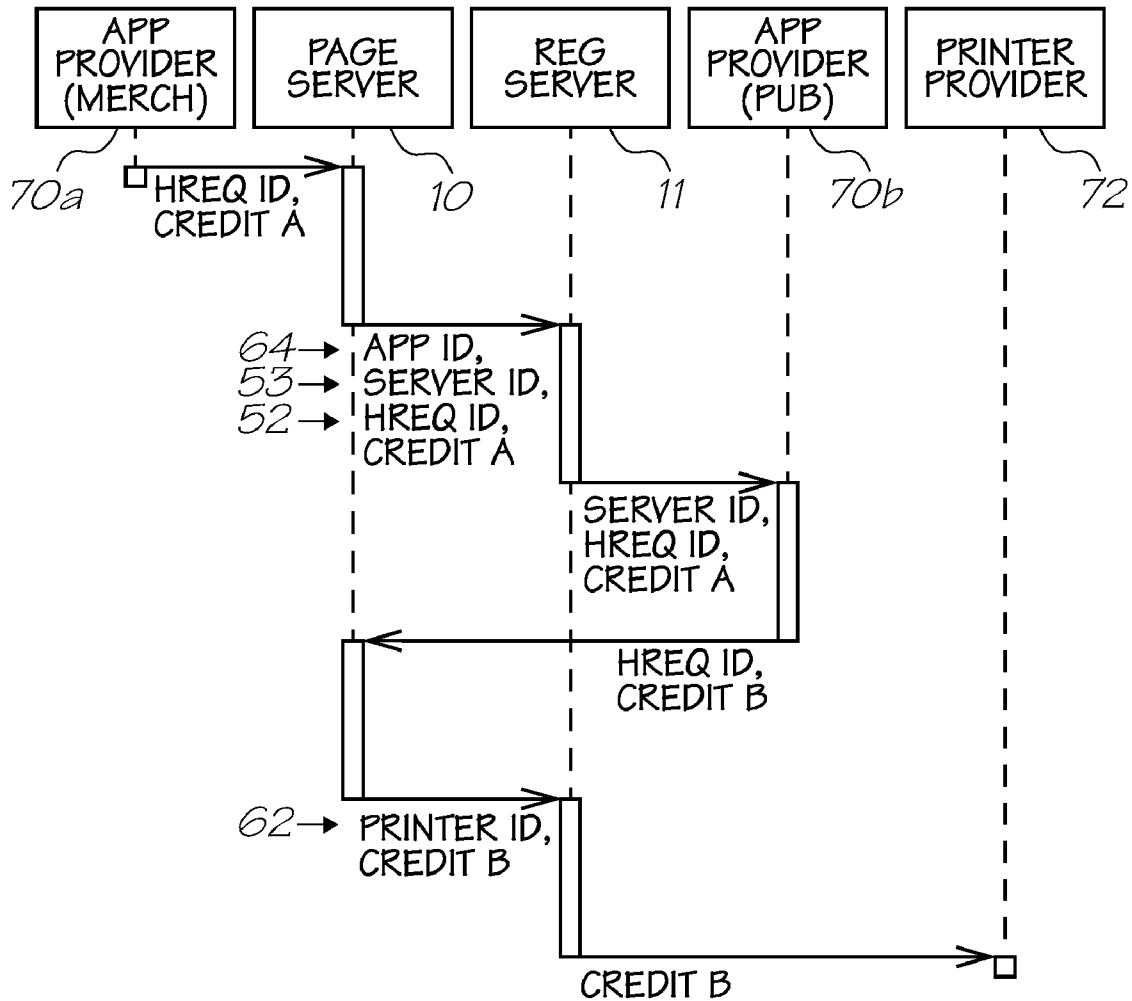 APP
PROVIDER
(MERCH)
PAGE
SERVER
REG
SERVER
APP
PROVIDER
(PUB)
PRINTER
PROVIDER
70a
10
11
70b
72
HREQ ID,
CREDIT A
64
APP ID,
53
SERVER ID,
52
HREQ ID,
CREDIT A
SERVER ID,
HREQ ID,
CREDIT A
HREQ ID,
CREDIT B
62
PRINTER ID,
CREDIT B
CREDIT B